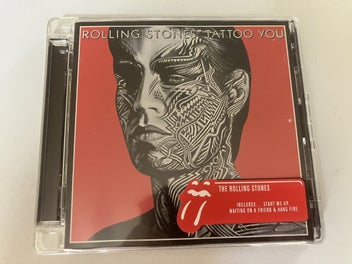 ROLLING STONES TATTOO YOU
THE ROLLING STONES
INCLUDES... START ME UP,
WAITING ON A FRIEND & HANG FIRE